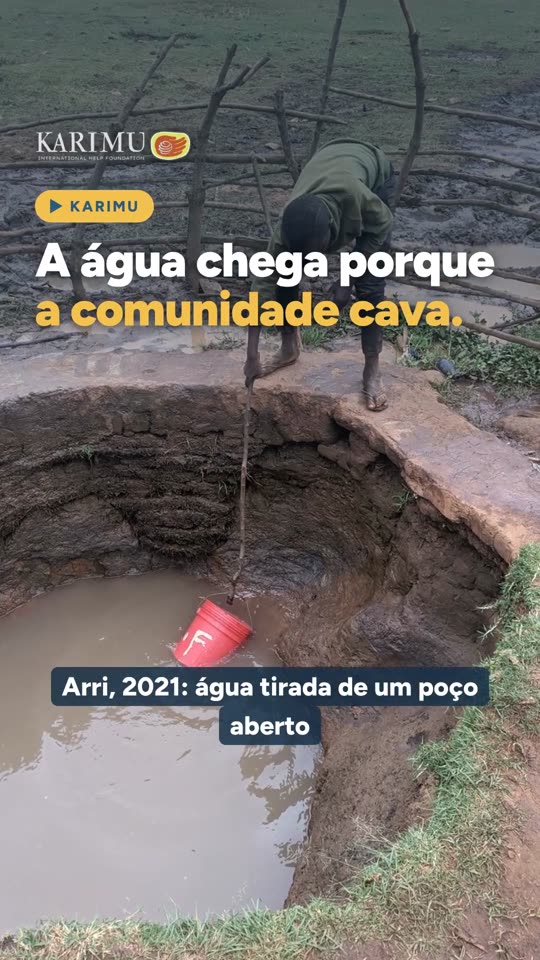 KARIMU
INTERNATIONAL HELP FOUNDATION
▶ KARIMU
A água chega porque
a comunidade cava.
F
Arri, 2021: água tirada de um poço
aberto